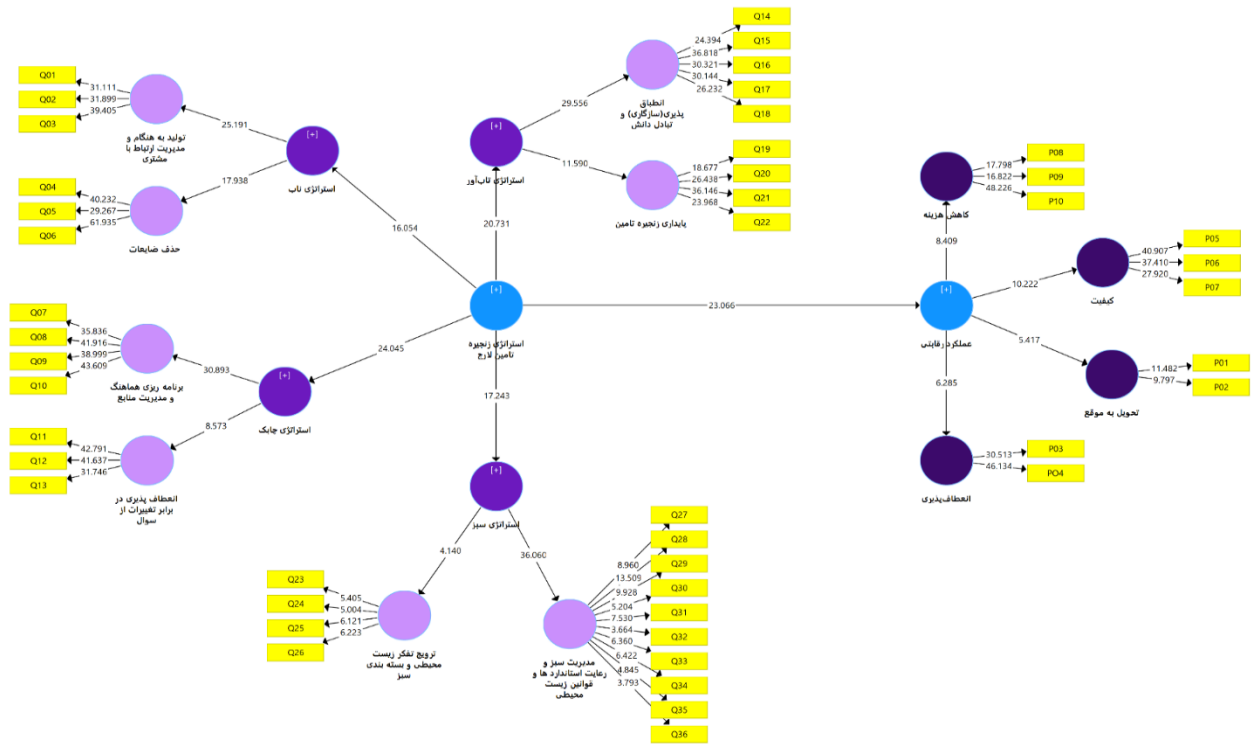 Q01
Q02
Q03
31.111
31.899
39.405
تولید به هنگام و
مدیریت ارتباط با
مشتری
25.191
Q04
Q05
Q06
40.232
29.267
61.935
حذف ضایعات
17.938
[+]
استراتژی ناب
16.054
Q14
Q15
Q16
Q17
Q18
24.394
36.818
30.321
30.144
26.232
انطباق
پذیری(سازگاری) و
تبادل دانش
29.556
[+]
استراتژی تاب‌آور
11.590
Q19
Q20
Q21
Q22
18.677
26.438
36.146
23.968
پایداری زنجیره تامین
20.731
[+]
استراتژی زنجیره
تامین لارج
23.066
Q07
Q08
Q09
Q10
35.836
41.916
38.999
43.609
برنامه ریزی هماهنگ
و مدیریت منابع
30.893
24.045
[+]
استراتژی چابک
8.573
Q11
Q12
Q13
42.791
41.637
31.746
انعطاف پذیری در
برابر تغییرات از
سوال
17.243
[+]
استراتژی سبز
4.140
36.060
Q23
Q24
Q25
Q26
5.405
5.004
6.121
6.223
ترویج تفکر زیست
محیطی و بسته بندی
سبز
Q27
Q28
Q29
Q30
Q31
Q32
Q33
Q34
Q35
Q36
8.960
13.509
9.928
5.204
7.530
3.664
6.360
6.422
4.845
3.793
مدیریت سبز و
رعایت استاندارد ها و
قوانین زیست
محیطی
P08
P09
P10
17.798
16.822
48.226
کاهش هزینه
8.409
[+]
عملکرد رقابتی
10.222
P05
P06
P07
40.907
37.410
27.920
کیفیت
5.417
P01
P02
11.482
9.797
تحویل به موقع
6.285
P03
PO4
30.513
46.134
انعطاف‌پذیری